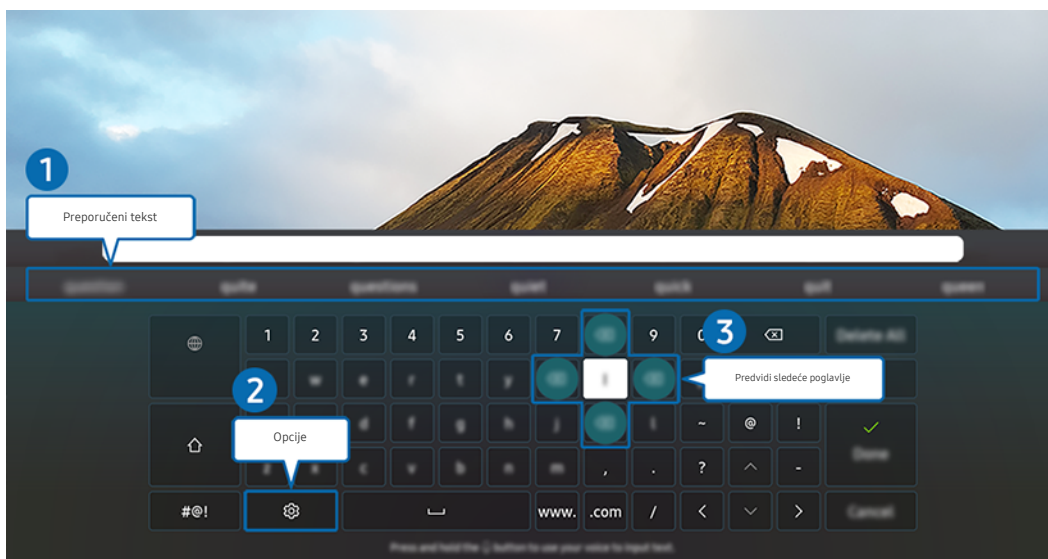 1
Preporučeni tekst
question quite questions quiet quick quit queen
1 2 3 4 5 6 7 9 Delete All
3
Predvidi sledeće poglavlje
w e r t y
2
Opcije
d f g h j l ~ @ !
Done
z x c v b n m , . ? ^ -
#@! www. .com / < >
Cancel
Press and hold the button to use your voice to input text.